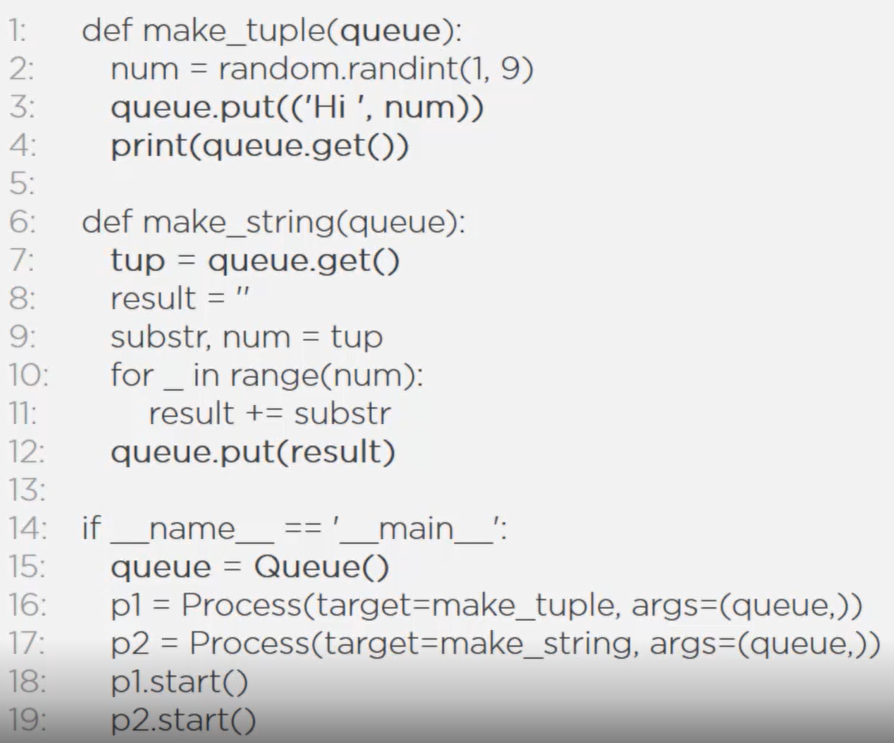 1: def make_tuple(queue):
2: num = random.randint(1, 9)
3: queue.put(('Hi ', num))
4: print(queue.get())
5:
6: def make_string(queue):
7: tup = queue.get()
8: result = ''
9: substr, num = tup
10: for _ in range(num):
11: result += substr
12: queue.put(result)
13:
14: if __name__ == '__main__':
15: queue = Queue()
16: p1 = Process(target=make_tuple, args=(queue,))
17: p2 = Process(target=make_string, args=(queue,))
18: p1.start()
19: p2.start()